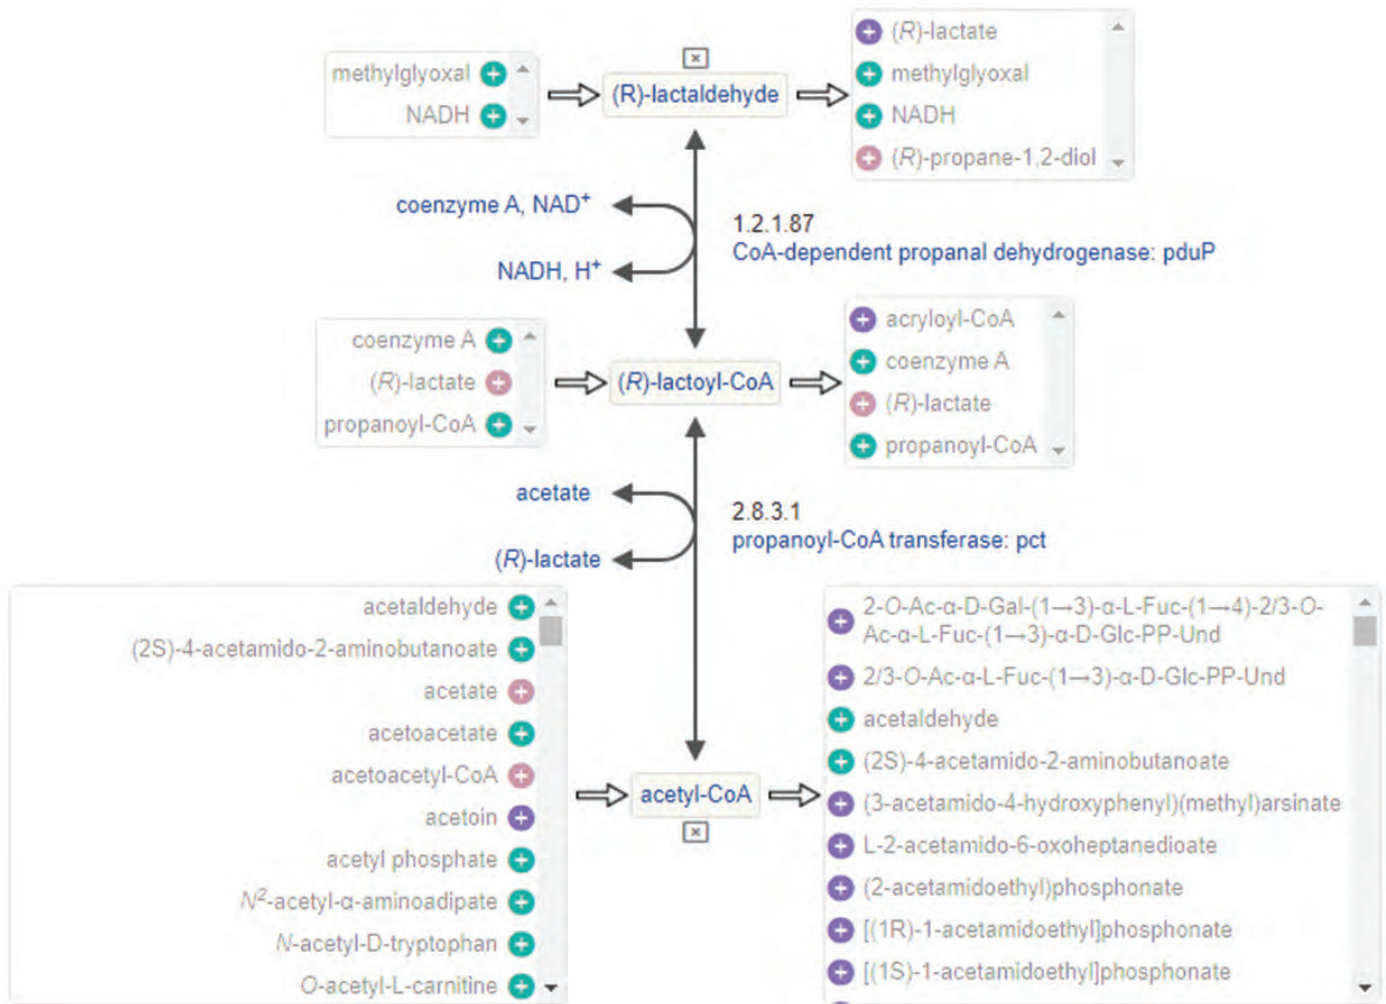 methylglyoxal
NADH
(R)-lactaldehyde
(R)-lactate
methylglyoxal
NADH
(R)-propane-1,2-diol
coenzyme A, NAD⁺
NADH, H⁺
1.2.1.87
CoA-dependent propanal dehydrogenase: pduP
coenzyme A
(R)-lactate
propanoyl-CoA
(R)-lactoyl-CoA
acryloyl-CoA
coenzyme A
(R)-lactate
propanoyl-CoA
acetate
(R)-lactate
2.8.3.1
propanoyl-CoA transferase: pct
acetaldehyde
(2S)-4-acetamido-2-aminobutanoate
acetate
acetoacetate
acetoacetyl-CoA
acetoin
acetyl phosphate
N²-acetyl-α-aminoadipate
N-acetyl-D-tryptophan
O-acetyl-L-carnitine
acetyl-CoA
2-O-Ac-α-D-Gal-(1→3)-α-L-Fuc-(1→4)-2/3-O-
Ac-α-L-Fuc-(1→3)-α-D-Glc-PP-Und
2/3-O-Ac-α-L-Fuc-(1→3)-α-D-Glc-PP-Und
acetaldehyde
(2S)-4-acetamido-2-aminobutanoate
(3-acetamido-4-hydroxyphenyl)(methyl)arsinate
L-2-acetamido-6-oxoheptanedioate
(2-acetamidoethyl)phosphonate
[(1R)-1-acetamidoethyl]phosphonate
[(1S)-1-acetamidoethyl]phosphonate